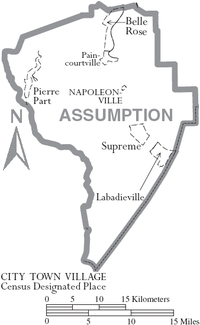 Belle
Rose
Pain-
courtville
Pierre
Part
NAPOLEON-
VILLE
N
ASSUMPTION
Supreme
Labadieville
CITY TOWN VILLAGE
Census Designated Place
0 5 10 15 Kilometers
0 5 10 15 Miles